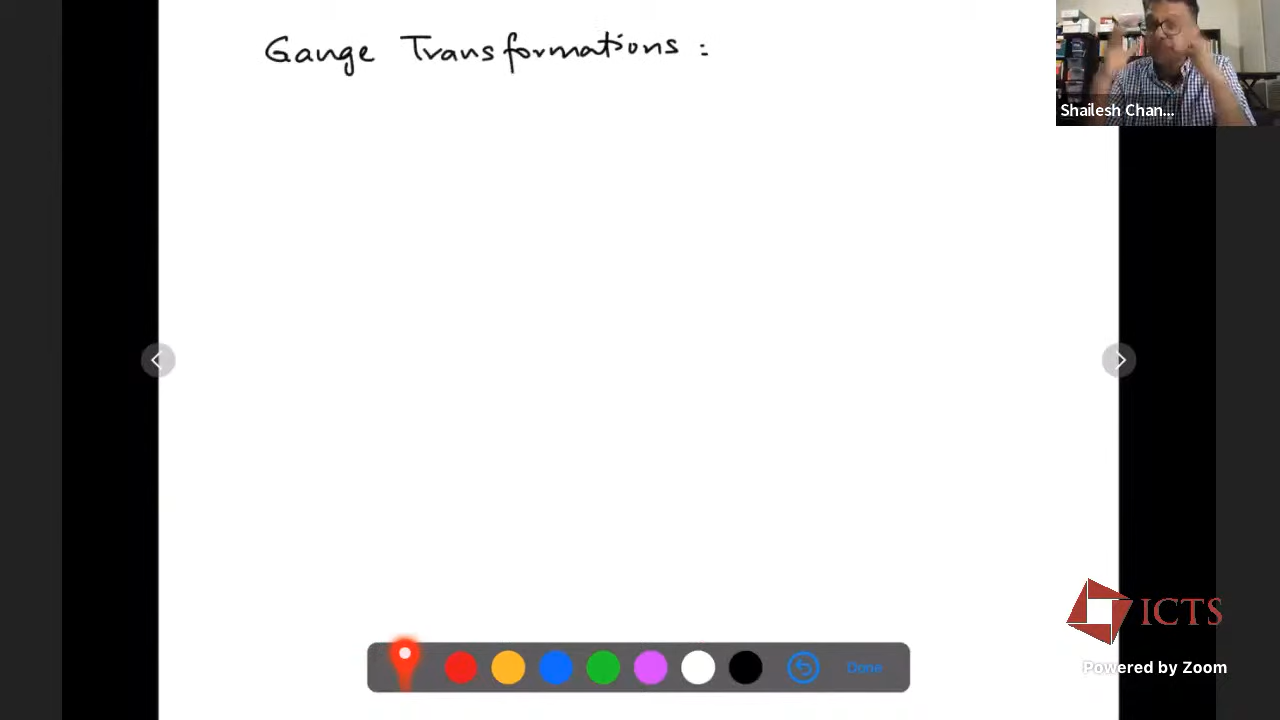 Gauge Transformations :
Shailesh Chan...
ICTS
Done
Powered by Zoom